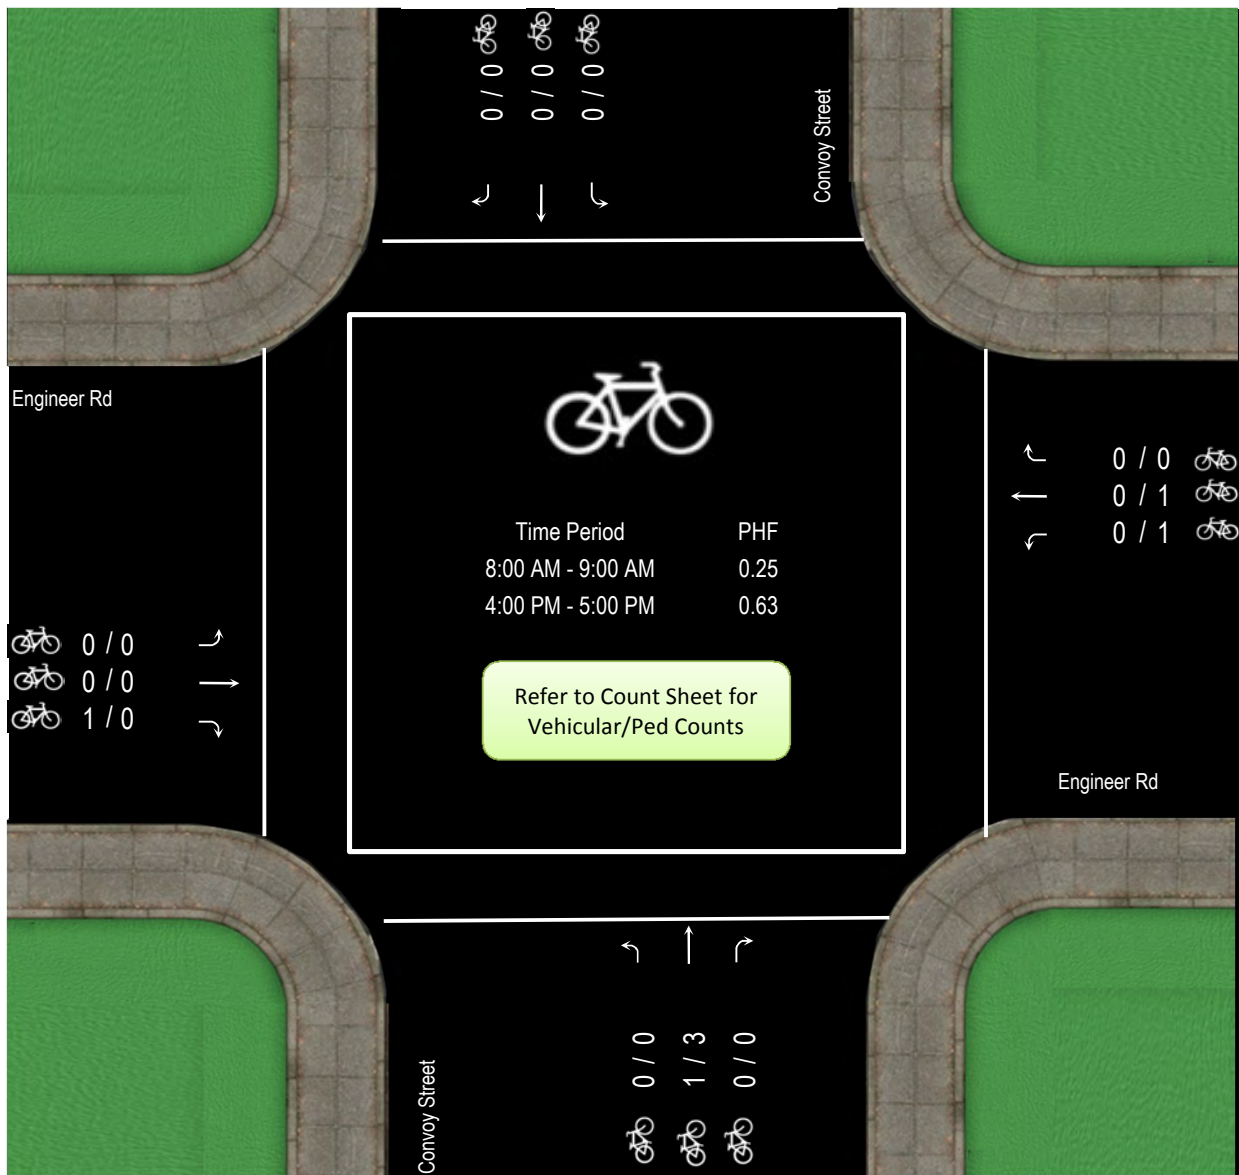 0 / 0
0 / 0
0 / 0
Convoy Street
Engineer Rd
0 / 0
0 / 1
0 / 1
Time Period PHF
8:00 AM - 9:00 AM 0.25
4:00 PM - 5:00 PM 0.63
0 / 0
0 / 0
1 / 0
Refer to Count Sheet for
Vehicular/Ped Counts
Engineer Rd
0 / 0
1 / 3
0 / 0
Convoy Street